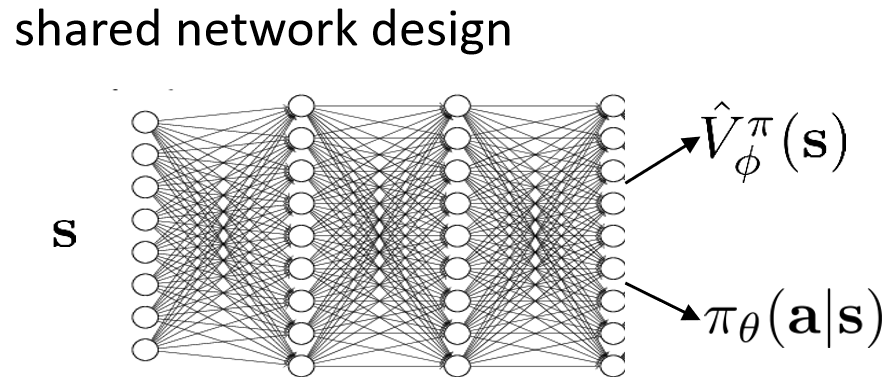 shared network design
s
V̂^π_ϕ(s)
π_θ(a|s)